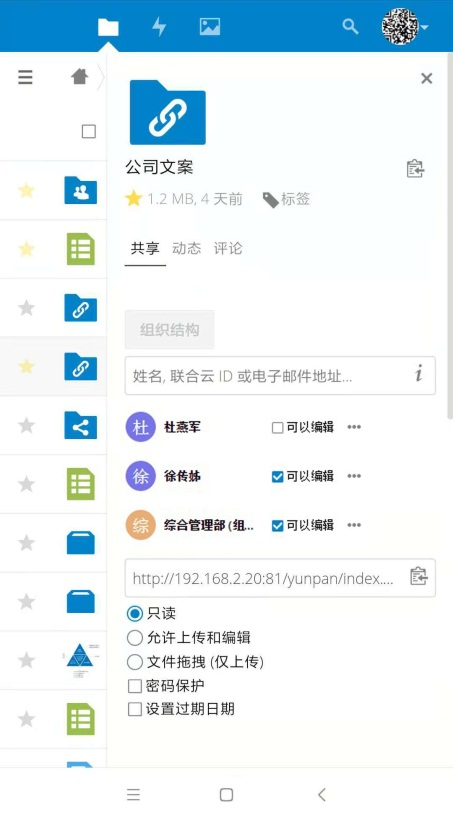 公司文案
1.2 MB, 4 天前 标签
共享 动态 评论
组织结构
姓名, 联合云 ID 或电子邮件地址...
杜 杜燕军 可以编辑
徐 徐传姊 可以编辑
综 综合管理部 (组... 可以编辑
http://192.168.2.20:81/yunpan/index....
只读
允许上传和编辑
文件拖拽 (仅上传)
密码保护
设置过期日期